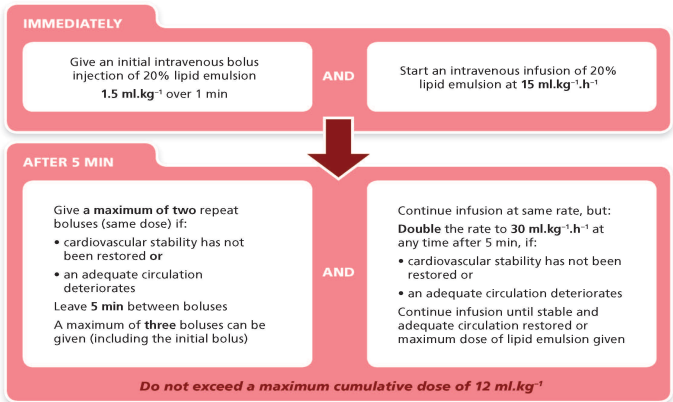 IMMEDIATELY
Give an initial intravenous bolus
injection of 20% lipid emulsion
1.5 ml.kg⁻¹ over 1 min
AND
Start an intravenous infusion of 20%
lipid emulsion at 15 ml.kg⁻¹.h⁻¹
AFTER 5 MIN
Give a maximum of two repeat
boluses (same dose) if:
• cardiovascular stability has not
been restored or
• an adequate circulation
deteriorates
Leave 5 min between boluses
A maximum of three boluses can be
given (including the initial bolus)
AND
Continue infusion at same rate, but:
Double the rate to 30 ml.kg⁻¹.h⁻¹ at
any time after 5 min, if:
• cardiovascular stability has not been
restored or
• an adequate circulation deteriorates
Continue infusion until stable and
adequate circulation restored or
maximum dose of lipid emulsion given
Do not exceed a maximum cumulative dose of 12 ml.kg⁻¹